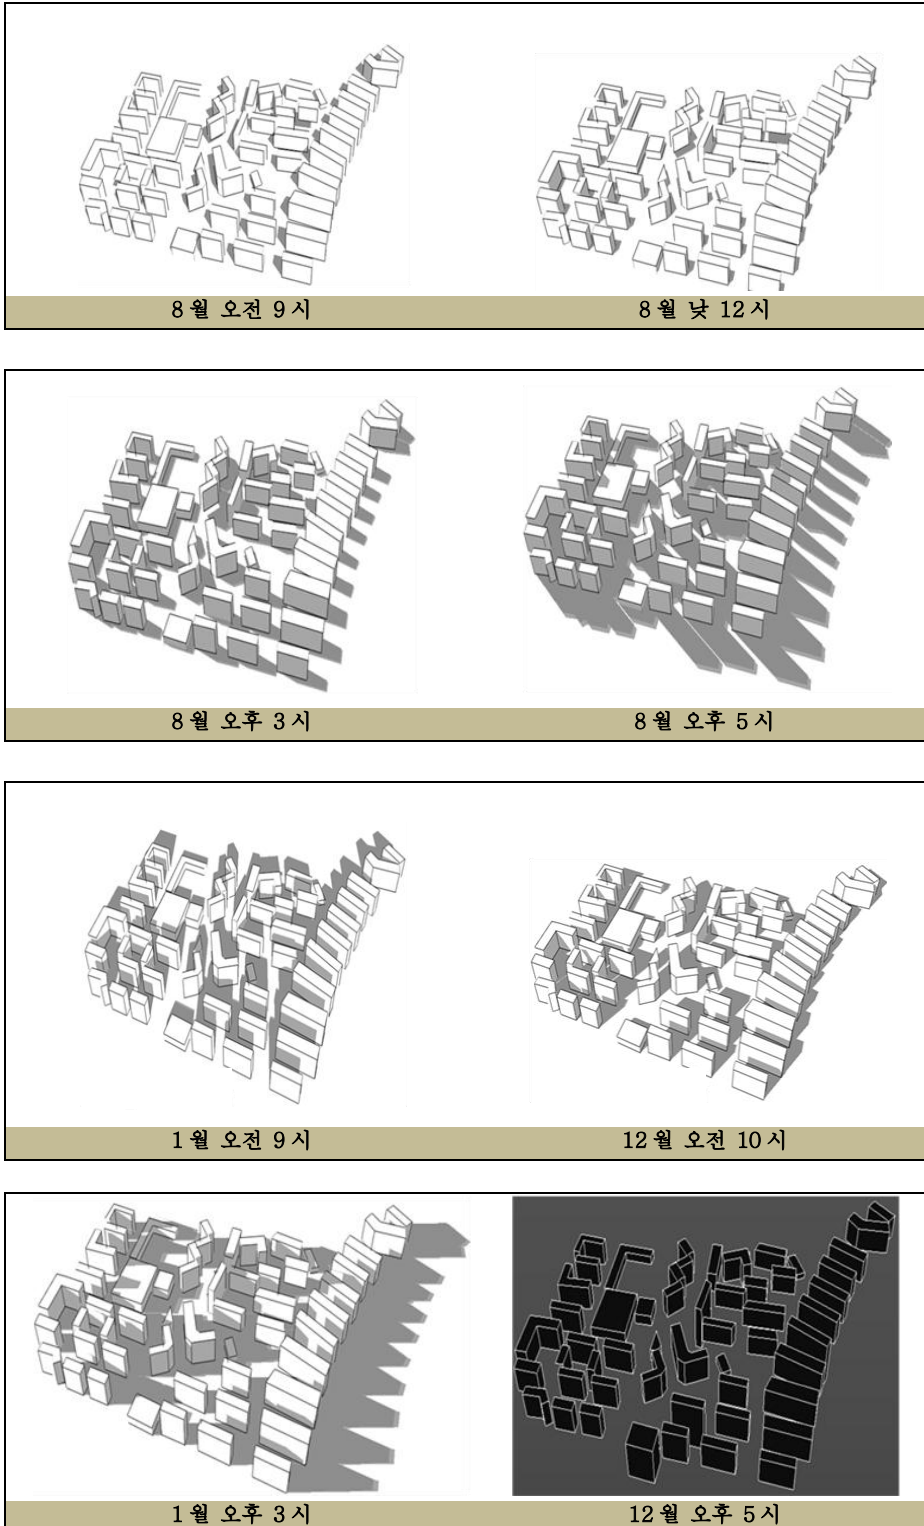 8월 오전 9시
8월 낮 12시
8월 오후 3시
8월 오후 5시
1월 오전 9시
12월 오전 10시
1월 오후 3시
12월 오후 5시